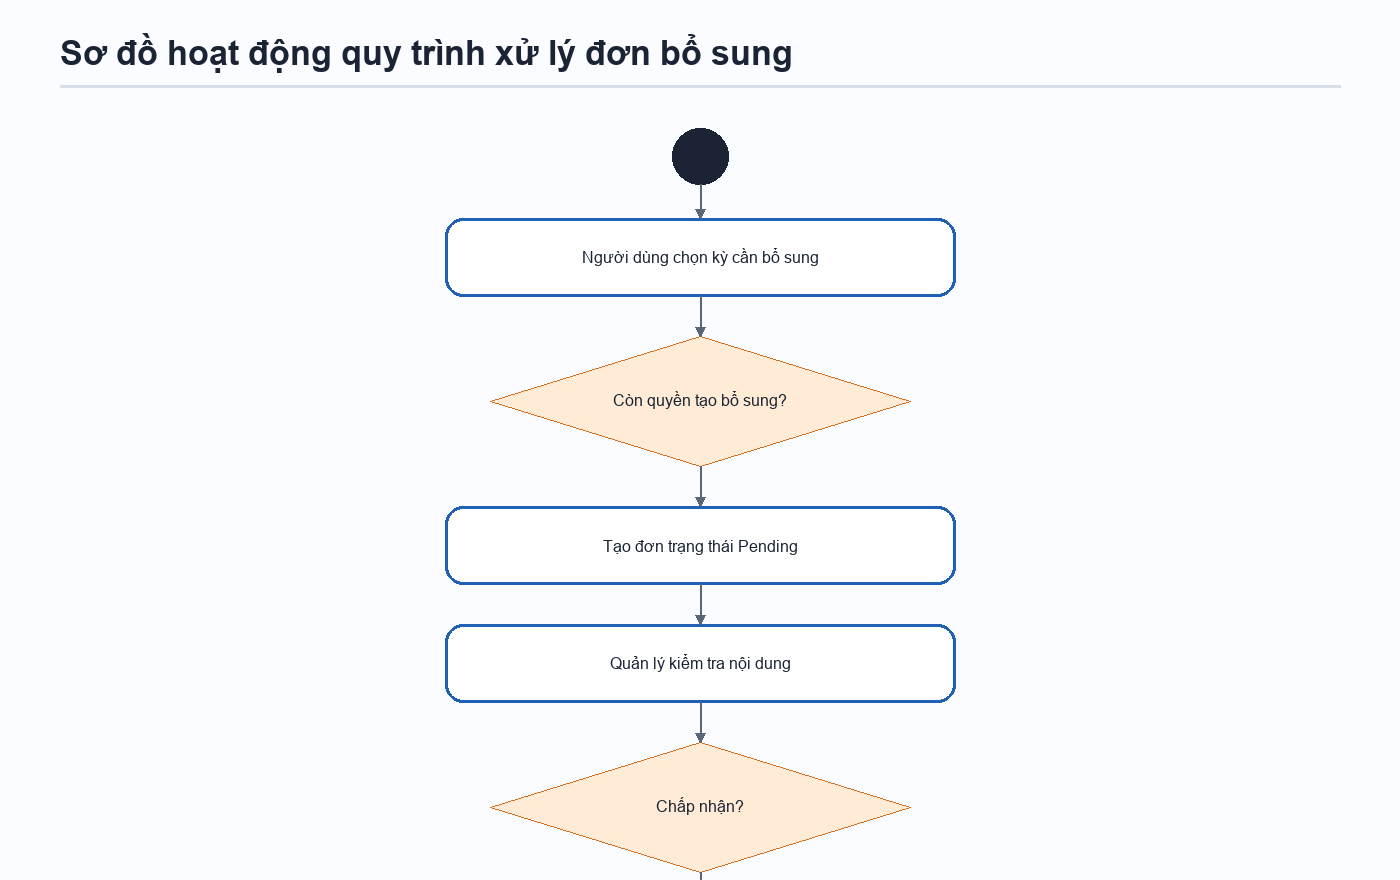 Sơ đồ hoạt động quy trình xử lý đơn bổ sung
Người dùng chọn kỳ cần bổ sung
Còn quyền tạo bổ sung?
Tạo đơn trạng thái Pending
Quản lý kiểm tra nội dung
Chấp nhận?